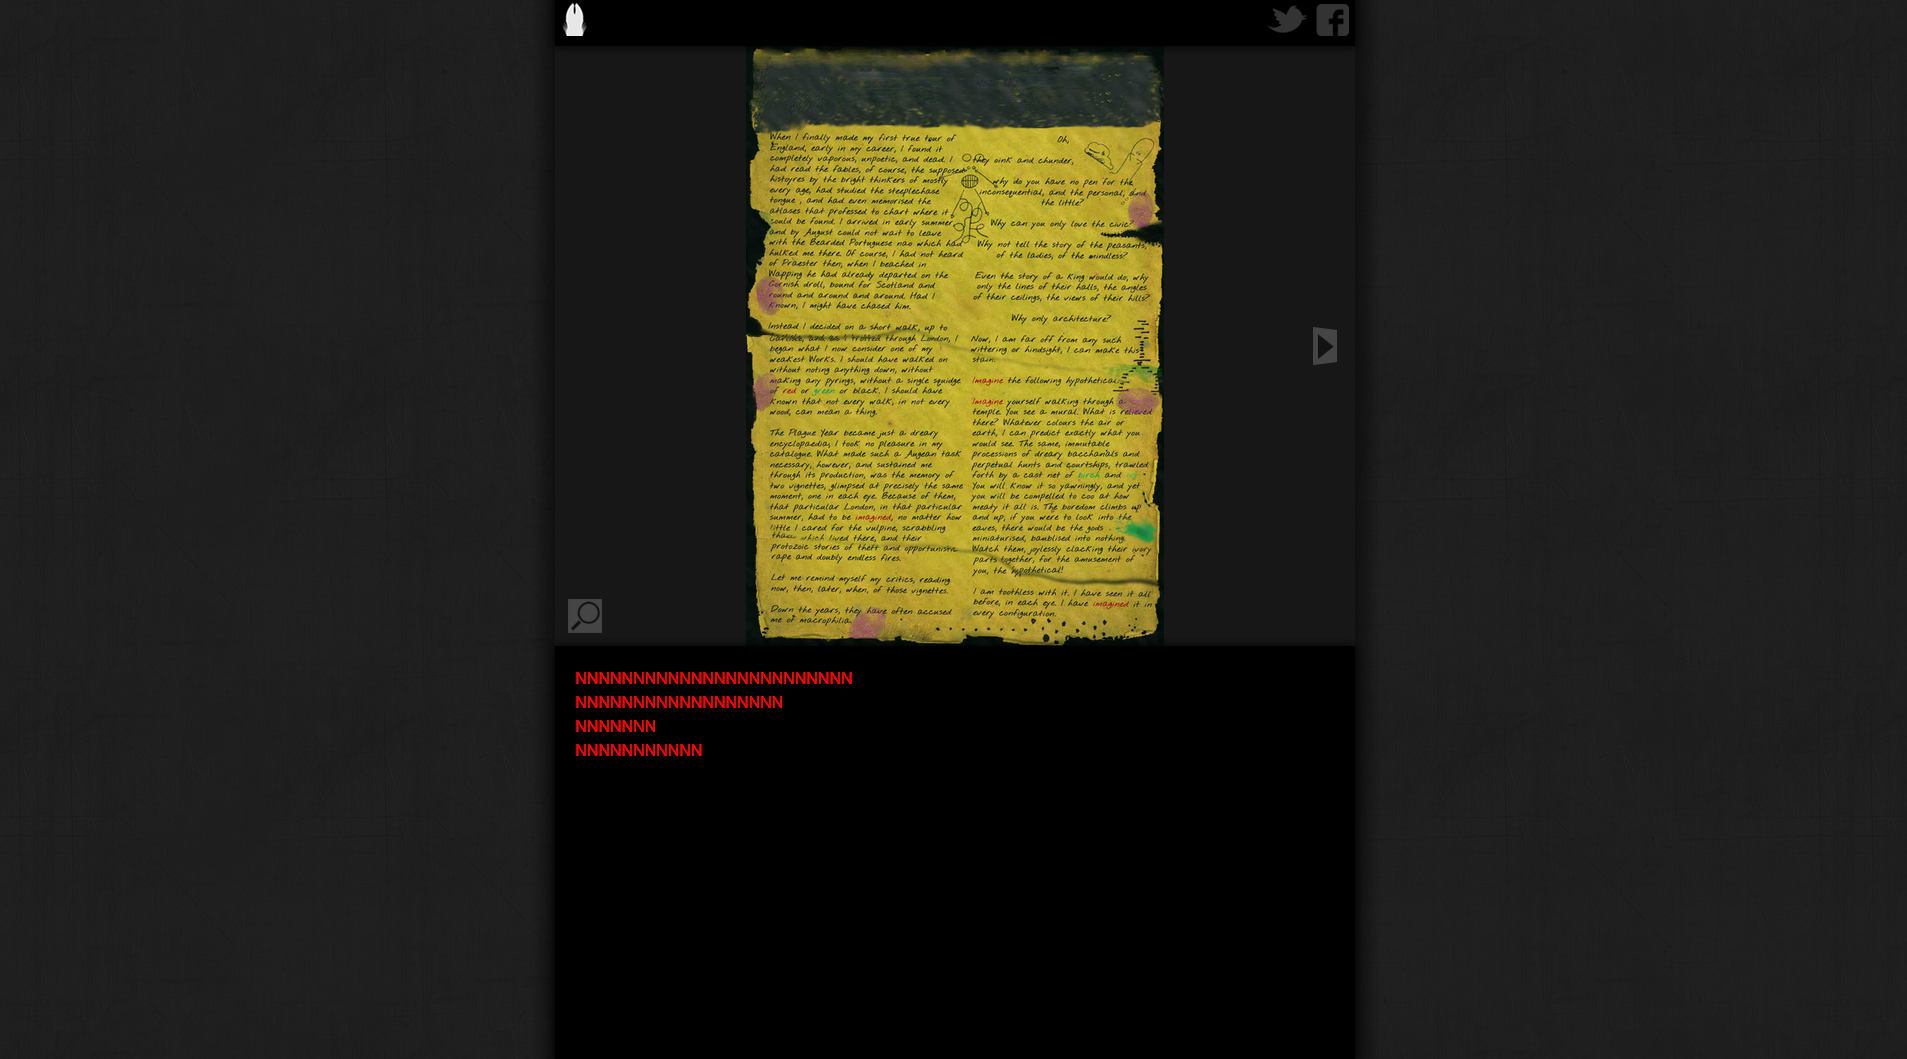 When I finally made my first true tour of
England, early in my career, I found it
completely vaporous, unpoetic, and dead. I
had read the fables, of course, the supposed
histoyres by the bright thinkers of mostly
every age, had studied the steeplechase
tongue , and had even memorised the
atlases that professed to chart where it
could be found. I arrived in early summer
and by August could not wait to leave
with the Bearded Portuguese nao which had
hulked me there. Of course, I had not heard
of Praester then, when I beached in
Wapping he had already departed on the
Cornish droll, bound for Scotland and
round and around and around. Had I
known, I might have chased him.
Instead I decided on a short walk, up to
Carlisle, and as I trotted through London, I
began what I now consider one of my
weakest Works. I should have walked on
without noting anything down, without
making any pyrings, without a single squidge
of red or green or black. I should have
known that not every walk, in not every
wood, can mean a thing.
The Plague Year became just a dreary
encyclopaedia; I took no pleasure in my
catalogue. What made such a Augean task
necessary, however, and sustained me
through its production, was the memory of
two vignettes, glimpsed at precisely the same
moment, one in each eye. Because of them,
that particular London, in that particular
summer, had to be imagined, no matter how
little I cared for the vulpine, scrabbling
which lived there, and their
protozoic stories of theft and opportunistic
rape and doubly endless fires.
Let me remind myself my critics, reading
now, then, later, when, of those vignettes.
Down the years, they have often accused
me of macrophilia.
Oh,
they oink and chunder,
why do you have no pen for the
inconsequential, and the personal, and
the little?
Why can you only love the civic?
Why not tell the story of the peasants,
of the ladies, of the mindless?
Even the story of a King would do, why
only the lines of their halls, the angles
of their ceilings, the views of their hills?
Why only architecture?
Now, I am far off from any such
wittering or hindsight, I can make this
stain.
Imagine the following hypothetical.
Imagine yourself walking through a
temple. You see a mural. What is relieved
there? Whatever colours the air or
earth, I can predict exactly what you
would see. The same, immutable
processions of dreary bacchanals and
perpetual hunts and courtships, trawled
forth by a cast net of birch and
You will know it so yawningly, and yet
you will be compelled to coo at how
meaty it all is. The boredom climbs up
and up; if you were to look into the
eaves, there would be the gods
miniaturised, baublised into nothing.
Watch them, joylessly clacking their ivory
parts together, for the amusement of
you, the hypothetical!
I am toothless with it. I have seen it all
before, in each eye. I have imagined it in
every configuration.
NNNNNNNNNNNNNNNNNNNNNNNN
NNNNNNNNNNNNNNNNNN
NNNNNNN
NNNNNNNNNNN